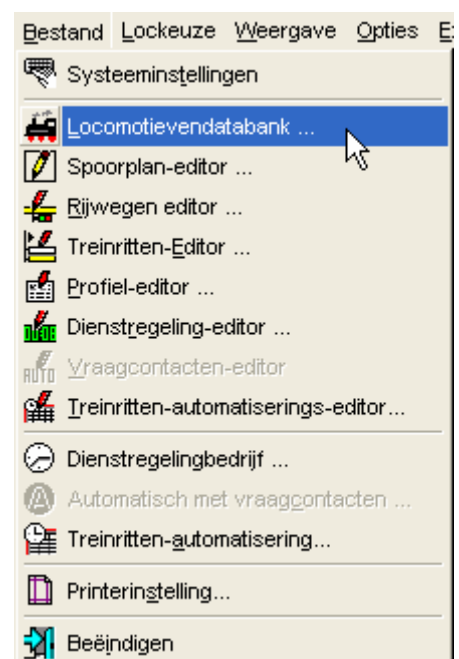 Bestand Lockeuze Weergave Opties
Systeeminstellingen
Locomotievendatabank ...
Spoorplan-editor ...
Rijwegen editor ...
Treinritten-Editor ...
Profiel-editor ...
Dienstregeling-editor ...
AUTO Vraagcontacten-editor
Treinritten-automatiserings-editor...
Dienstregelingbedrijf ...
A Automatisch met vraagcontacten ...
Treinritten-automatisering...
Printerinstelling...
Beëindigen